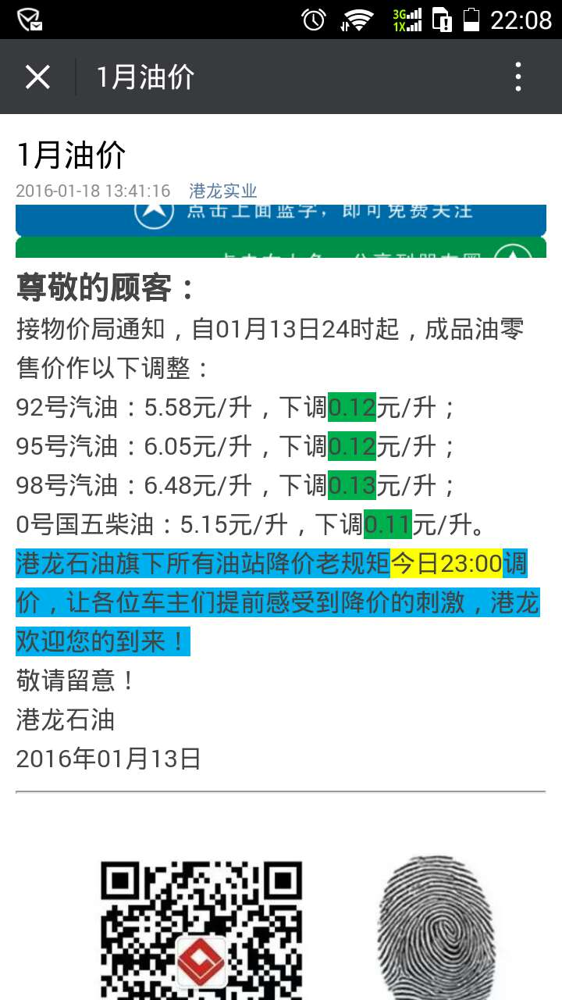 3G
1X
22:08
1月油价
1月油价
2016-01-18 13:41:16 港龙实业
点击上面蓝字，即可免费关注
尊敬的顾客：
接物价局通知，自01月13日24时起，成品油零
售价作以下调整：
92号汽油：5.58元/升，下调0.12元/升；
95号汽油：6.05元/升，下调0.12元/升；
98号汽油：6.48元/升，下调0.13元/升；
0号国五柴油：5.15元/升，下调0.11元/升。
港龙石油旗下所有油站降价老规矩今日23:00调
价，让各位车主们提前感受到降价的刺激，港龙
欢迎您的到来！
敬请留意！
港龙石油
2016年01月13日